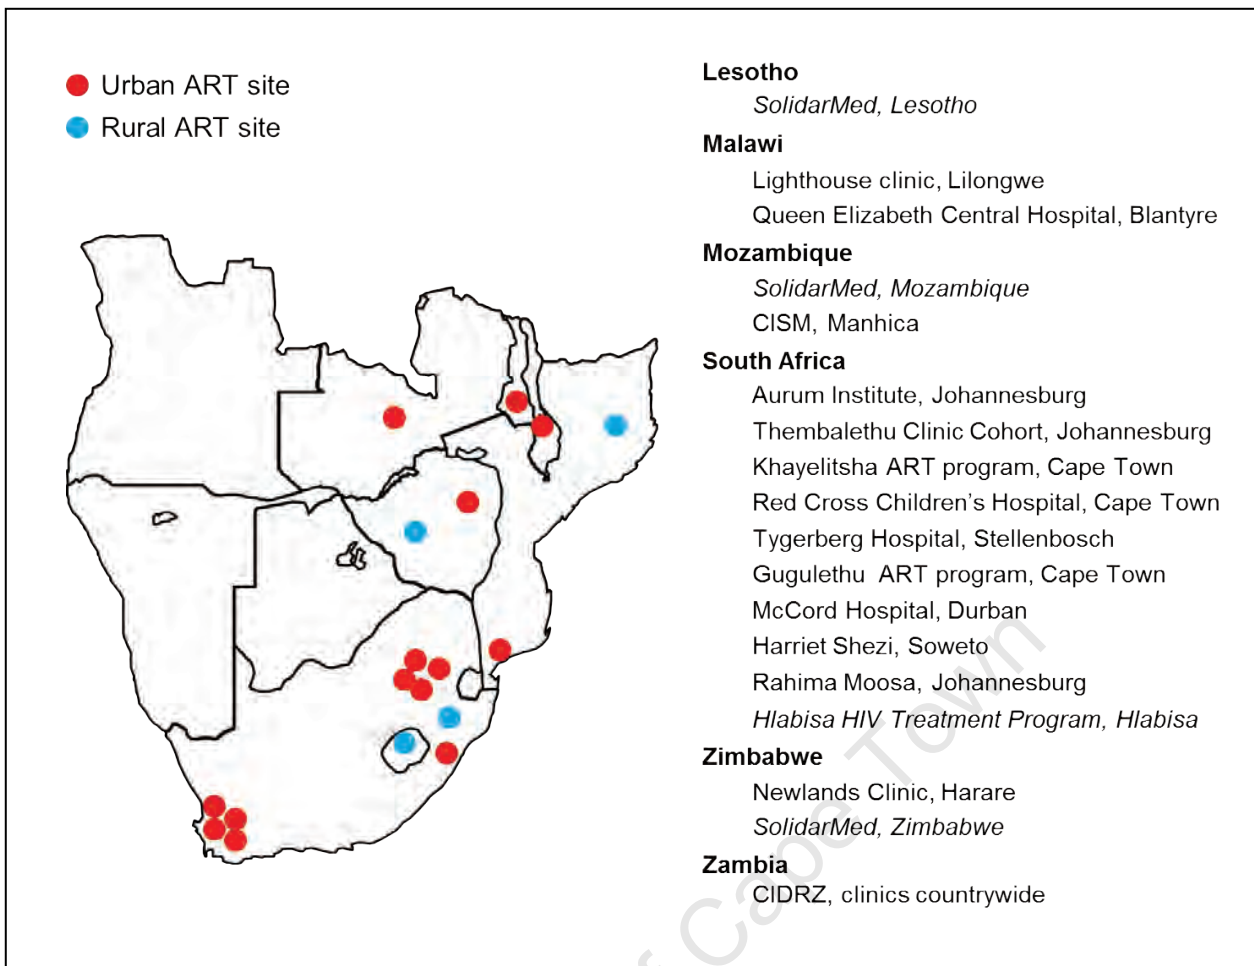 Urban ART site
Rural ART site
Lesotho
SolidarMed, Lesotho
Malawi
Lighthouse clinic, Lilongwe
Queen Elizabeth Central Hospital, Blantyre
Mozambique
SolidarMed, Mozambique
CISM, Manhica
South Africa
Aurum Institute, Johannesburg
Thembalethu Clinic Cohort, Johannesburg
Khayelitsha ART program, Cape Town
Red Cross Children's Hospital, Cape Town
Tygerberg Hospital, Stellenbosch
Gugulethu ART program, Cape Town
McCord Hospital, Durban
Harriet Shezi, Soweto
Rahima Moosa, Johannesburg
Hlabisa HIV Treatment Program, Hlabisa
Zimbabwe
Newlands Clinic, Harare
SolidarMed, Zimbabwe
Zambia
CIDRZ, clinics countrywide
of Cape Town